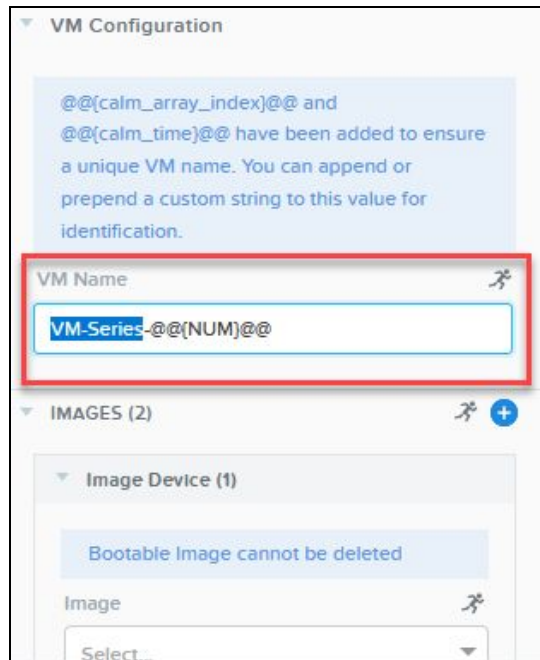 VM Configuration
@@{calm_array_index}@@ and
@@{calm_time}@@ have been added to ensure
a unique VM name. You can append or
prepend a custom string to this value for
identification.
VM Name
VM-Series-@@{NUM}@@
IMAGES (2)
Image Device (1)
Bootable Image cannot be deleted
Image
Select...